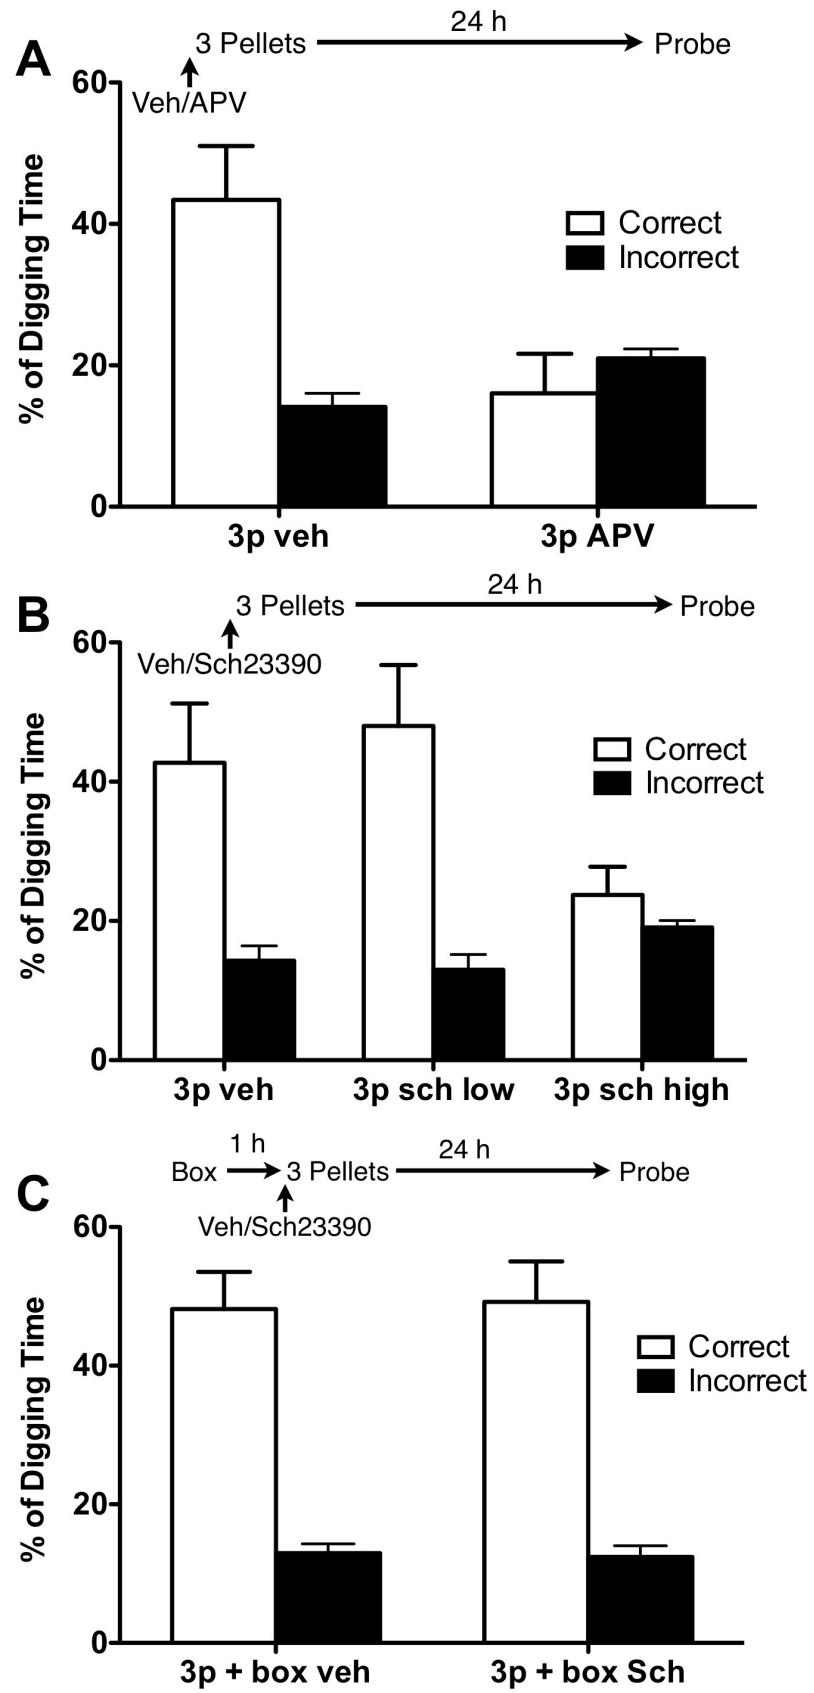 A
24 h
3 Pellets
Probe
Veh/APV
60
40
20
0
% of Digging Time
Correct
Incorrect
3p veh
3p APV
B
24 h
3 Pellets
Probe
Veh/Sch23390
60
40
20
0
% of Digging Time
Correct
Incorrect
3p veh
3p sch low
3p sch high
C
1 h
24 h
Box
3 Pellets
Probe
Veh/Sch23390
60
40
20
0
% of Digging Time
Correct
Incorrect
3p + box veh
3p + box Sch